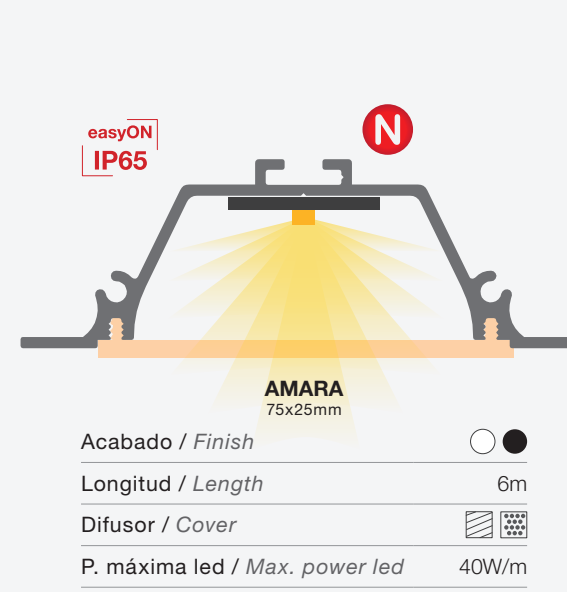 easyON
IP65
N
AMARA
75x25mm
Acabado / Finish
Longitud / Length 6m
Difusor / Cover
P. máxima led / Max. power led 40W/m